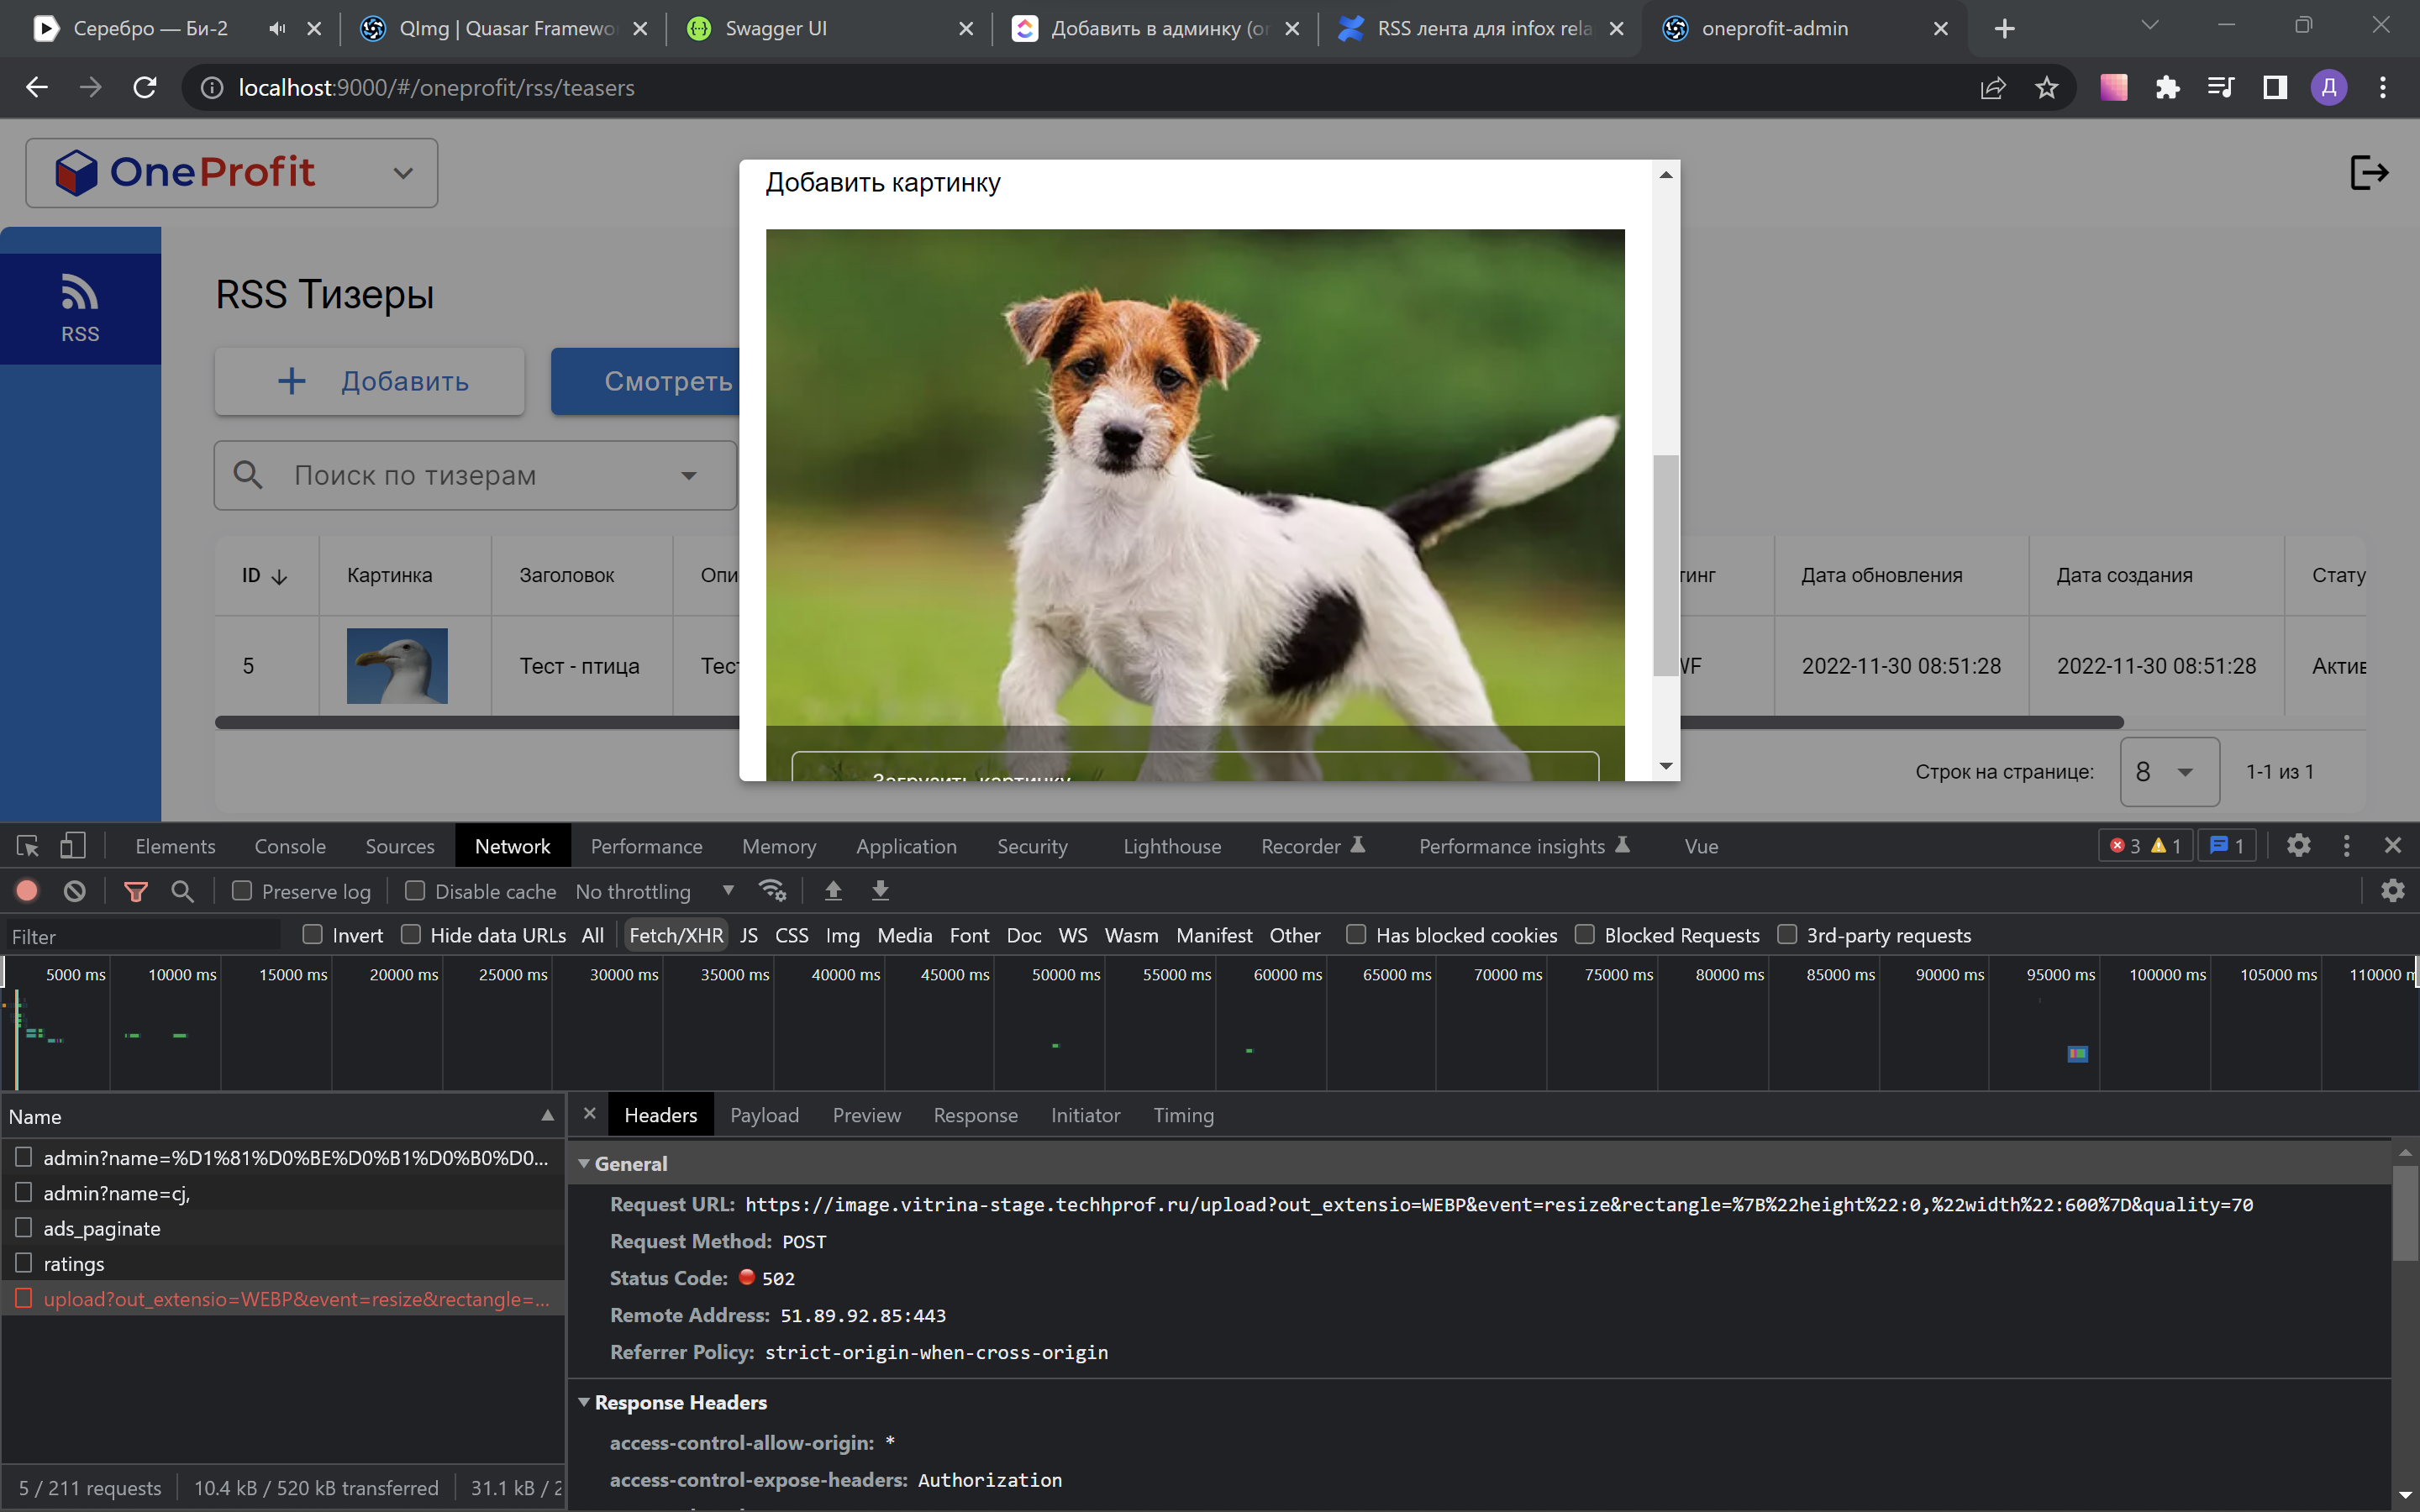 Серебро — Би-2
QImg | Quasar Framewo
Swagger UI
Добавить в админку (or
RSS лента для infox rela
oneprofit-admin
localhost:9000/#/oneprofit/rss/teasers
Д
OneProfit
Добавить картинку
RSS
RSS Тизеры
Добавить
Смотреть
Поиск по тизерам
ID
Картинка
Заголовок
Опи
тинг
Дата обновления
Дата создания
Стату
5
Тест - птица
Тест
WF
2022-11-30 08:51:28
2022-11-30 08:51:28
Актив
Загрузить картинку
Строк на странице:
8
1-1 из 1
Elements
Console
Sources
Network
Performance
Memory
Application
Security
Lighthouse
Recorder
Performance insights
Vue
3
1
1
Preserve log
Disable cache
No throttling
Filter
Invert
Hide data URLs
All
Fetch/XHR
JS
CSS
Img
Media
Font
Doc
WS
Wasm
Manifest
Other
Has blocked cookies
Blocked Requests
3rd-party requests
5000 ms
10000 ms
15000 ms
20000 ms
25000 ms
30000 ms
35000 ms
40000 ms
45000 ms
50000 ms
55000 ms
60000 ms
65000 ms
70000 ms
75000 ms
80000 ms
85000 ms
90000 ms
95000 ms
100000 ms
105000 ms
110000 m
Name
admin?name=%D1%81%D0%BE%D0%B1%D0%B0%D0...
admin?name=cj,
ads_paginate
ratings
upload?out_extensio=WEBP&event=resize&rectangle=...
5 / 211 requests
10.4 kB / 520 kB transferred
31.1 kB / 2
Headers
Payload
Preview
Response
Initiator
Timing
General
Request URL: https://image.vitrina-stage.techhprof.ru/upload?out_extensio=WEBP&event=resize&rectangle=%7B%22height%22:0,%22width%22:600%7D&quality=70
Request Method: POST
Status Code: 502
Remote Address: 51.89.92.85:443
Referrer Policy: strict-origin-when-cross-origin
Response Headers
access-control-allow-origin: *
access-control-expose-headers: Authorization